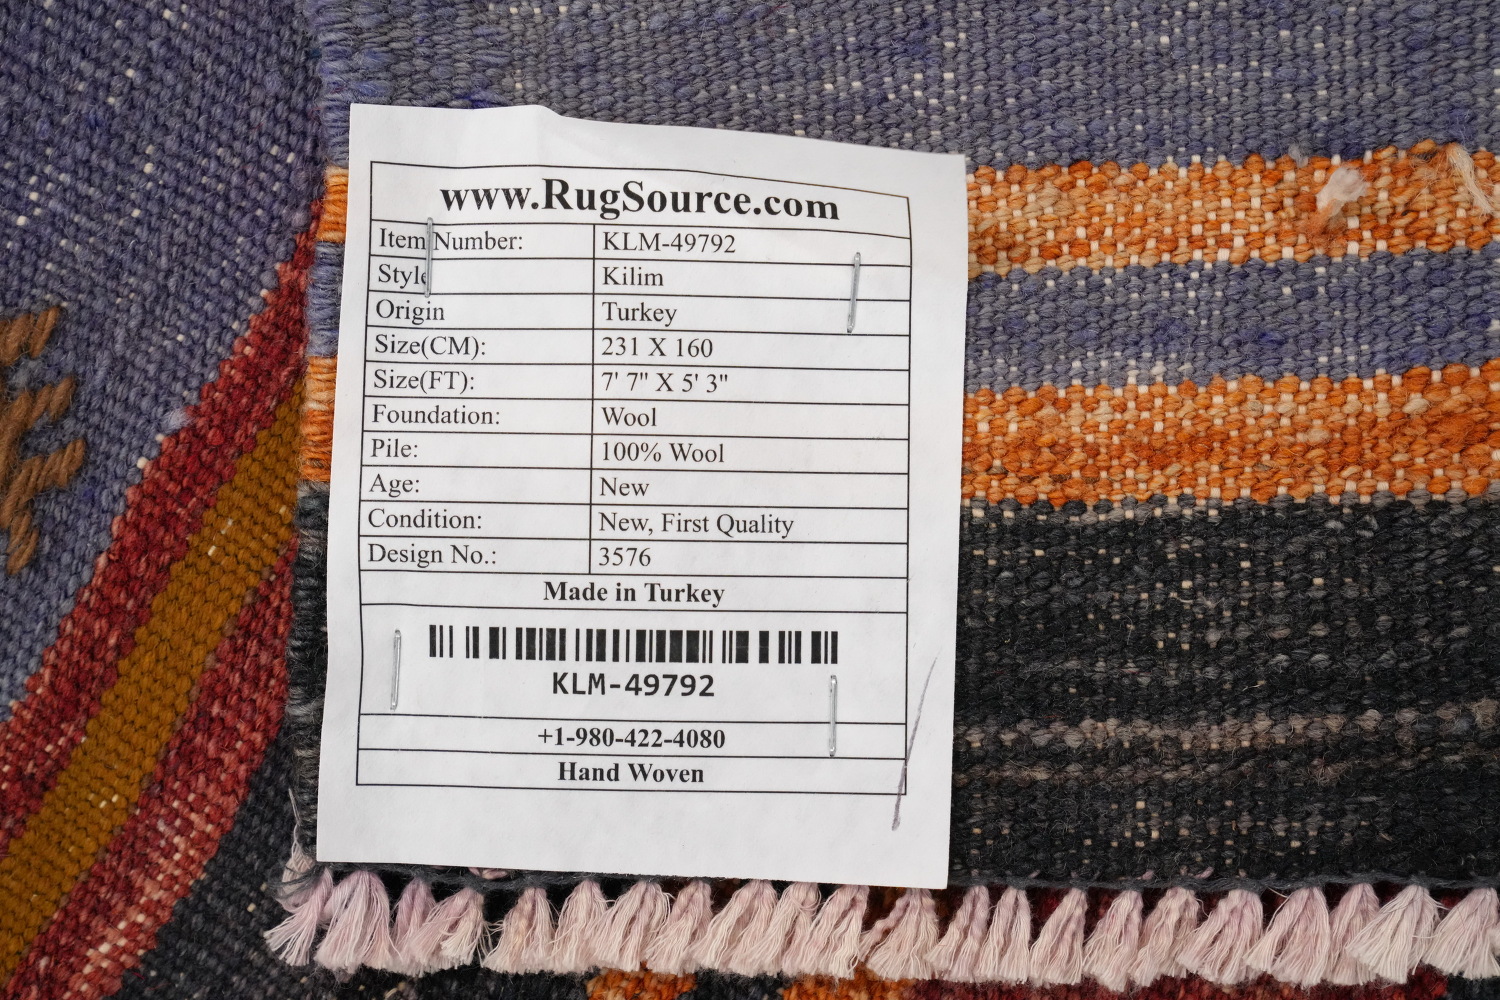 www.RugSource.com
Item Number: KLM-49792
Style Kilim
Origin Turkey
Size(CM): 231 X 160
Size(FT): 7' 7" X 5' 3"
Foundation: Wool
Pile: 100% Wool
Age: New
Condition: New, First Quality
Design No.: 3576
Made in Turkey
KLM-49792
+1-980-422-4080
Hand Woven